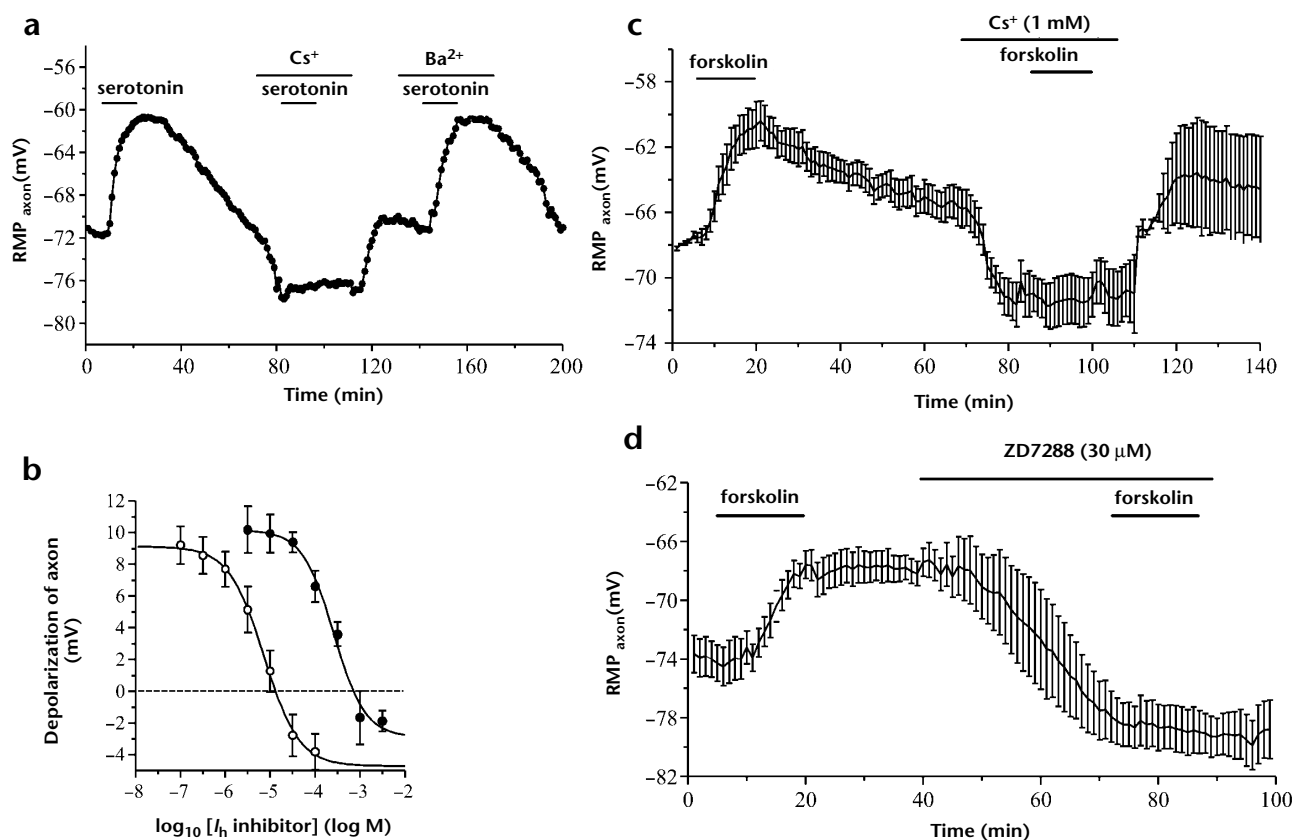 a
Cs⁺
Ba²⁺
serotonin
serotonin
serotonin
−56
−60
−64
−68
−72
−76
−80
RMP axon (mV)
0
40
80
120
160
200
Time (min)
b
12
10
8
6
4
2
0
−2
−4
Depolarization of axon
(mV)
−8
−7
−6
−5
−4
−3
−2
log₁₀ [Iₕ inhibitor] (log M)
c
Cs⁺ (1 mM)
forskolin
forskolin
−58
−62
−66
−70
−74
RMP axon (mV)
0
20
40
60
80
100
120
140
Time (min)
d
ZD7288 (30 μM)
forskolin
forskolin
−62
−66
−70
−74
−78
−82
RMP axon (mV)
0
20
40
60
80
100
Time (min)